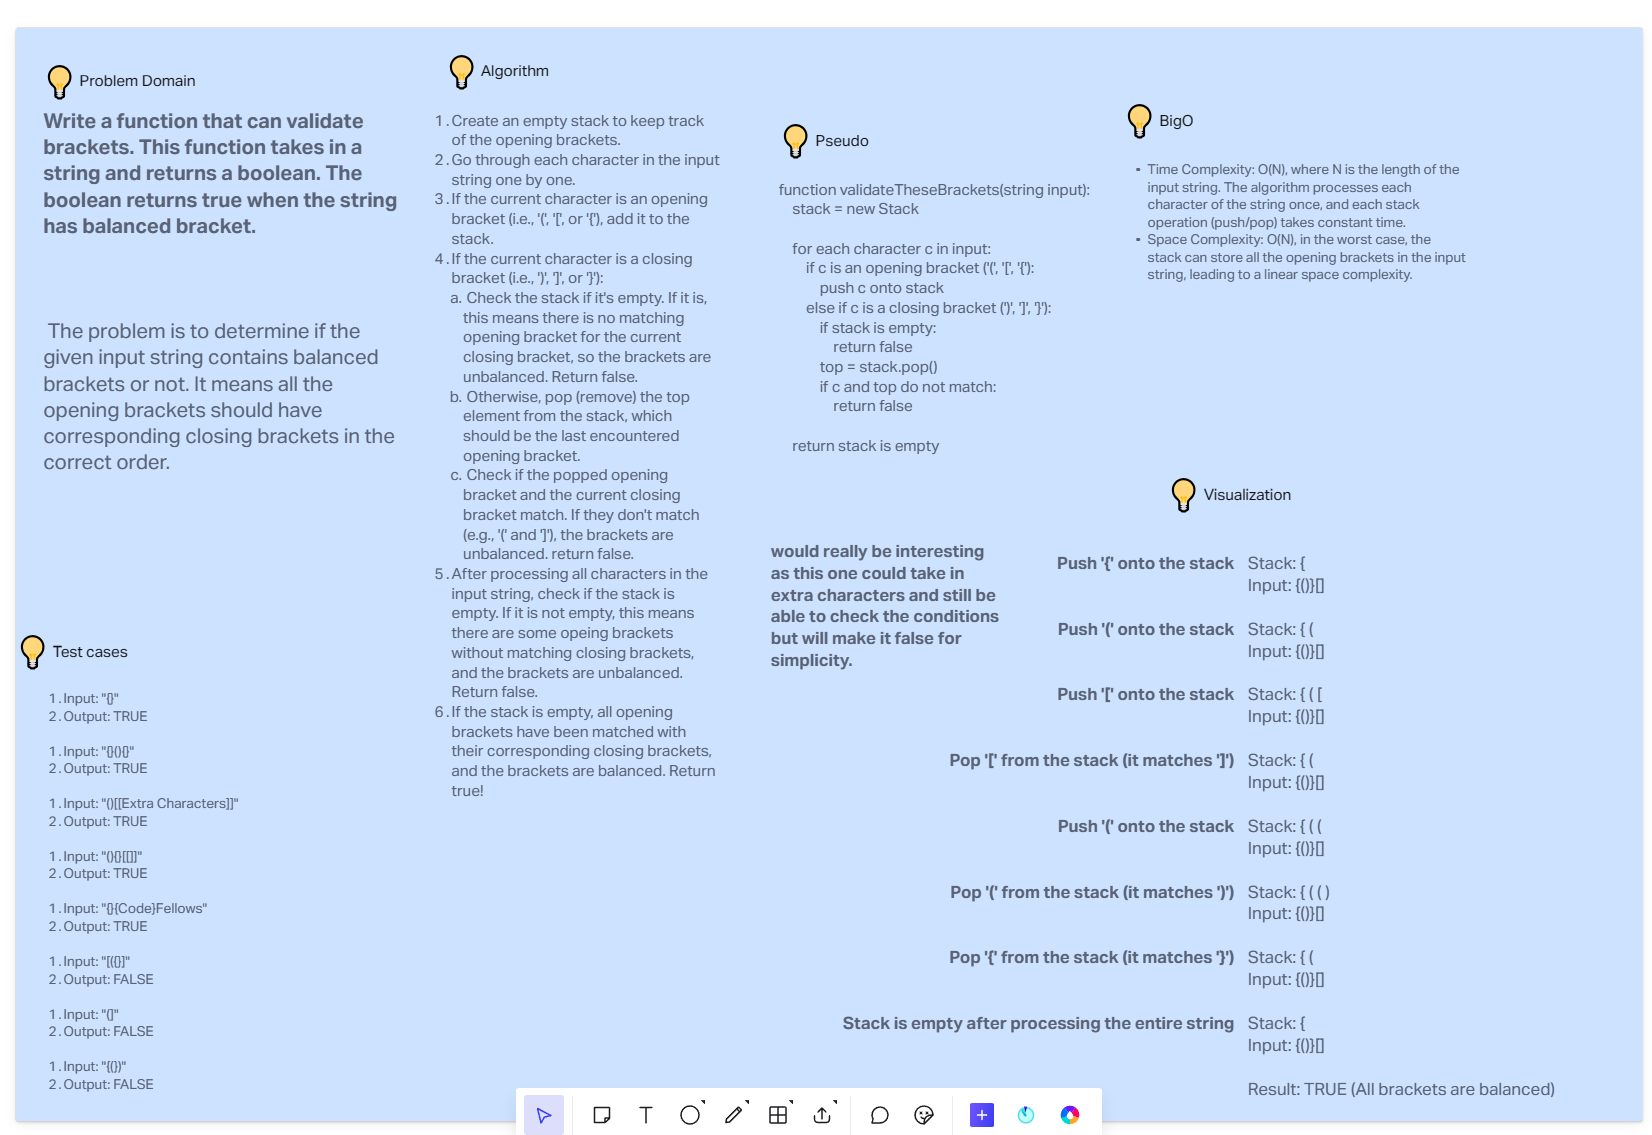 Problem Domain
Write a function that can validate
brackets. This function takes in a
string and returns a boolean. The
boolean returns true when the string
has balanced bracket.
The problem is to determine if the
given input string contains balanced
brackets or not. It means all the
opening brackets should have
corresponding closing brackets in the
correct order.
Test cases
1. Input: "{}"
2. Output: TRUE
1. Input: "{}(){}"
2. Output: TRUE
1. Input: "()[[Extra Characters]]"
2. Output: TRUE
1. Input: "(){}[[]]"
2. Output: TRUE
1. Input: "{}{Code}Fellows"
2. Output: TRUE
1. Input: "[({}]"
2. Output: FALSE
1. Input: "(]"
2. Output: FALSE
1. Input: "{(})"
2. Output: FALSE
Algorithm
1. Create an empty stack to keep track
of the opening brackets.
2. Go through each character in the input
string one by one.
3. If the current character is an opening
bracket (i.e., '(', '[', or '{'), add it to the
stack.
4. If the current character is a closing
bracket (i.e., ')', ']', or '}'):
a. Check the stack if it's empty. If it is,
this means there is no matching
opening bracket for the current
closing bracket, so the brackets are
unbalanced. Return false.
b. Otherwise, pop (remove) the top
element from the stack, which
should be the last encountered
opening bracket.
c. Check if the popped opening
bracket and the current closing
bracket match. If they don't match
(e.g., '(' and ']'), the brackets are
unbalanced. return false.
5. After processing all characters in the
input string, check if the stack is
empty. If it is not empty, this means
there are some opeing brackets
without matching closing brackets,
and the brackets are unbalanced.
Return false.
6. If the stack is empty, all opening
brackets have been matched with
their corresponding closing brackets,
and the brackets are balanced. Return
true!
Pseudo
function validateTheseBrackets(string input):
stack = new Stack
for each character c in input:
if c is an opening bracket ('(', '[', '{'):
push c onto stack
else if c is a closing bracket (')', ']', '}'):
if stack is empty:
return false
top = stack.pop()
if c and top do not match:
return false
return stack is empty
would really be interesting
as this one could take in
extra characters and still be
able to check the conditions
but will make it false for
simplicity.
BigO
• Time Complexity: O(N), where N is the length of the
input string. The algorithm processes each
character of the string once, and each stack
operation (push/pop) takes constant time.
• Space Complexity: O(N), in the worst case, the
stack can store all the opening brackets in the input
string, leading to a linear space complexity.
Visualization
Push '{' onto the stack Stack: {
Input: {()}[]
Push '(' onto the stack Stack: { (
Input: {()}[]
Push '[' onto the stack Stack: { ( [
Input: {()}[]
Pop '[' from the stack (it matches ']') Stack: { (
Input: {()}[]
Push '(' onto the stack Stack: { ( (
Input: {()}[]
Pop '(' from the stack (it matches ')') Stack: { ( ( )
Input: {()}[]
Pop '{' from the stack (it matches '}') Stack: { (
Input: {()}[]
Stack is empty after processing the entire string Stack: {
Input: {()}[]
Result: TRUE (All brackets are balanced)